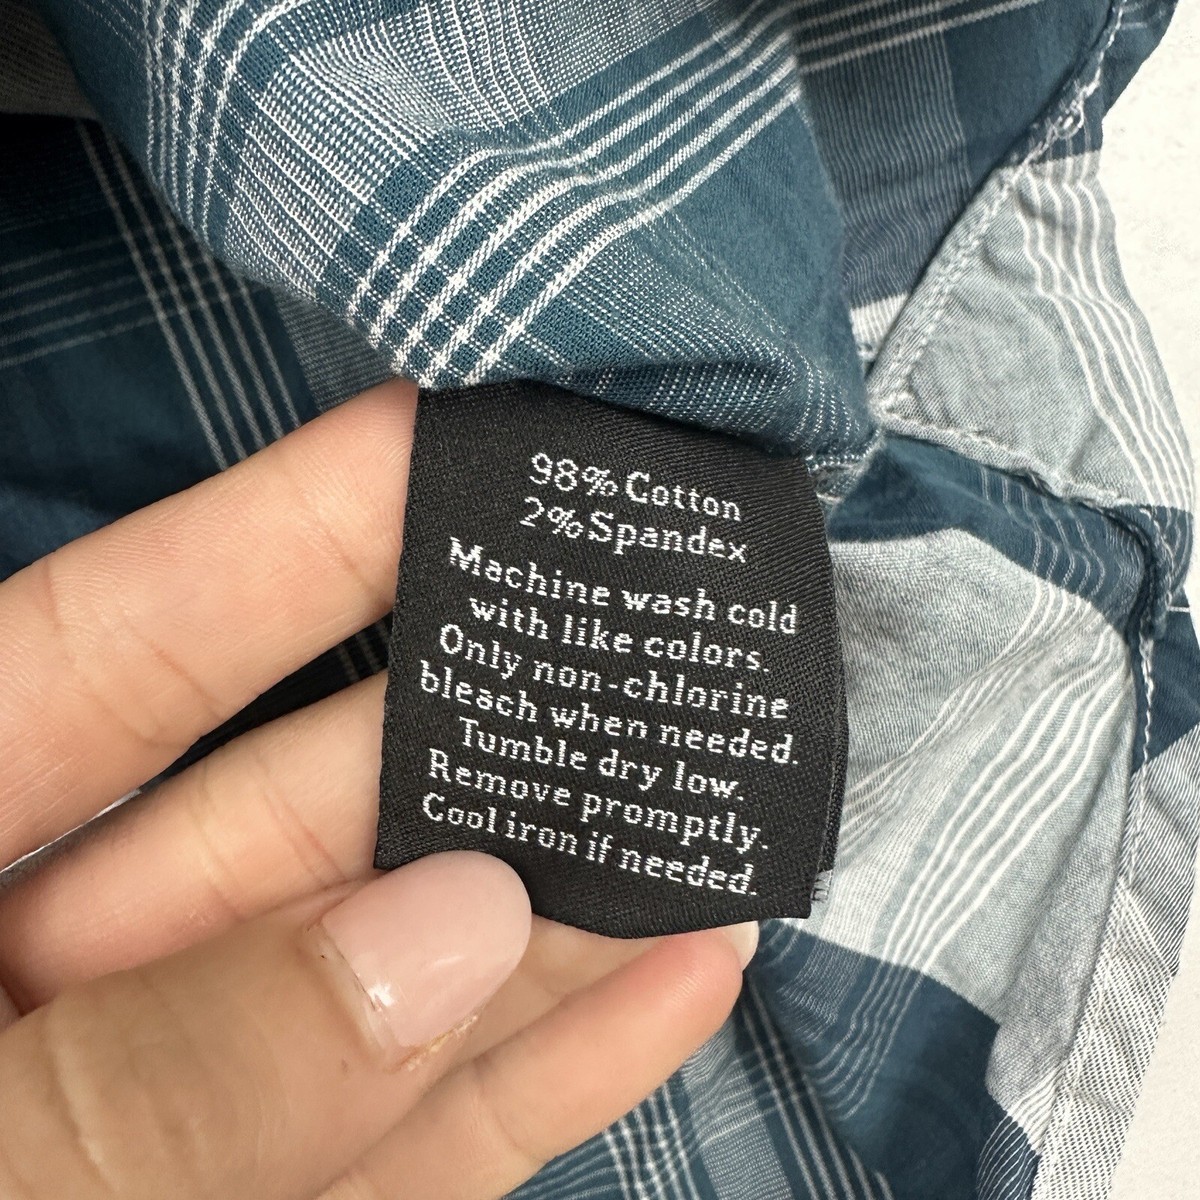 98% Cotton
2% Spandex
Machine wash cold
with like colors.
Only non-chlorine
bleach when needed.
Tumble dry low.
Remove promptly.
Cool iron if needed.